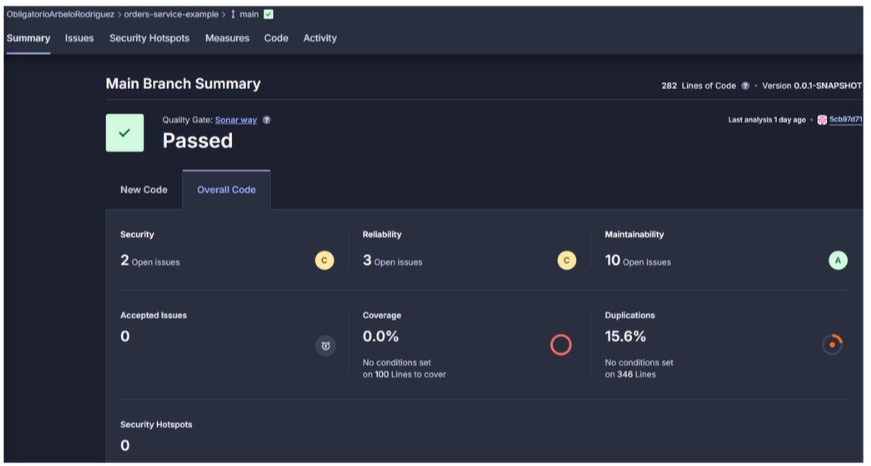 ObligatorioArbeloRodriguez > orders-service-example > main
Summary Issues Security Hotspots Measures Code Activity
Main Branch Summary
282 Lines of Code ? · Version 0.0.1-SNAPSHOT
Quality Gate: Sonar way ?
Passed
Last analysis 1 day ago · 5cb97d71
New Code Overall Code
Security
2 Open issues C
Reliability
3 Open issues C
Maintainability
10 Open issues A
Accepted Issues
0
Coverage
0.0%
No conditions set
on 100 Lines to cover
Duplications
15.6%
No conditions set
on 346 Lines
Security Hotspots
0